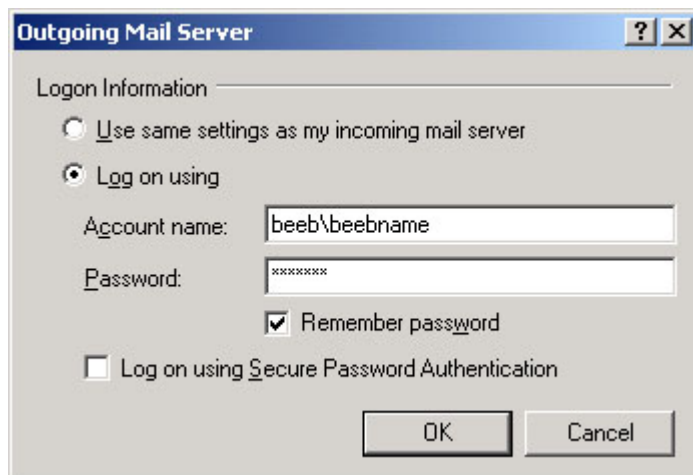 Outgoing Mail Server
Logon Information
Use same settings as my incoming mail server
Log on using
Account name: beeb\beebname
Password: *******
Remember password
Log on using Secure Password Authentication
OK Cancel